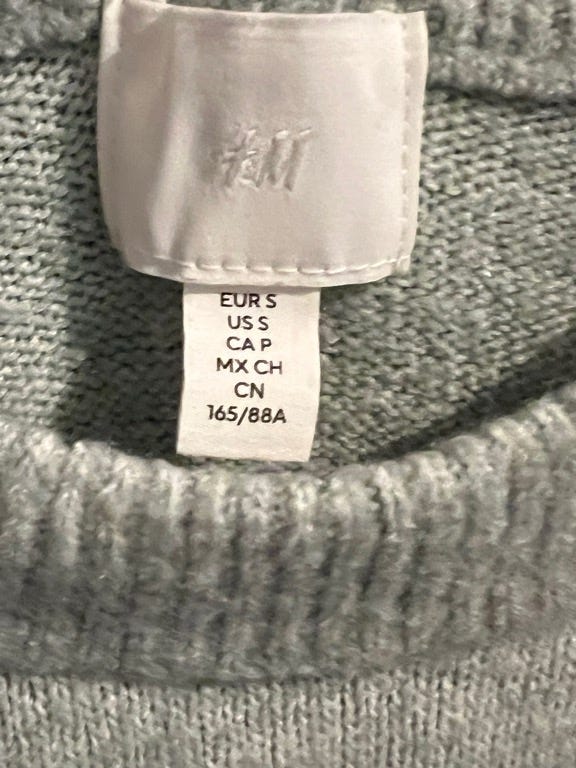 H&M
EUR S
US S
CA P
MX CH
CN
165/88A